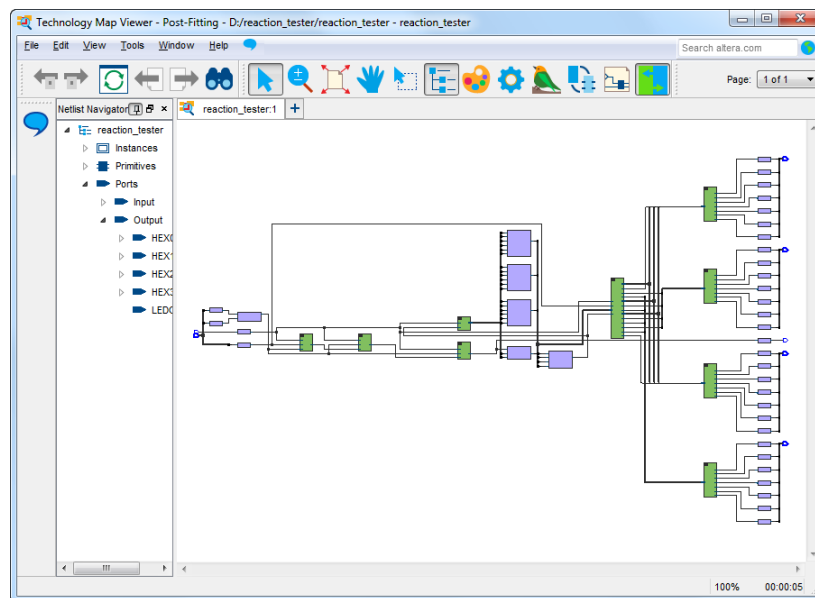 Technology Map Viewer - Post-Fitting - D:/reaction_tester/reaction_tester - reaction_tester
File Edit View Tools Window Help
Search altera.com
Page: 1 of 1
Netlist Navigator
reaction_tester:1
reaction_tester
Instances
Primitives
Ports
Input
Output
HEX0
HEX1
HEX2
HEX3
100% 00:00:05